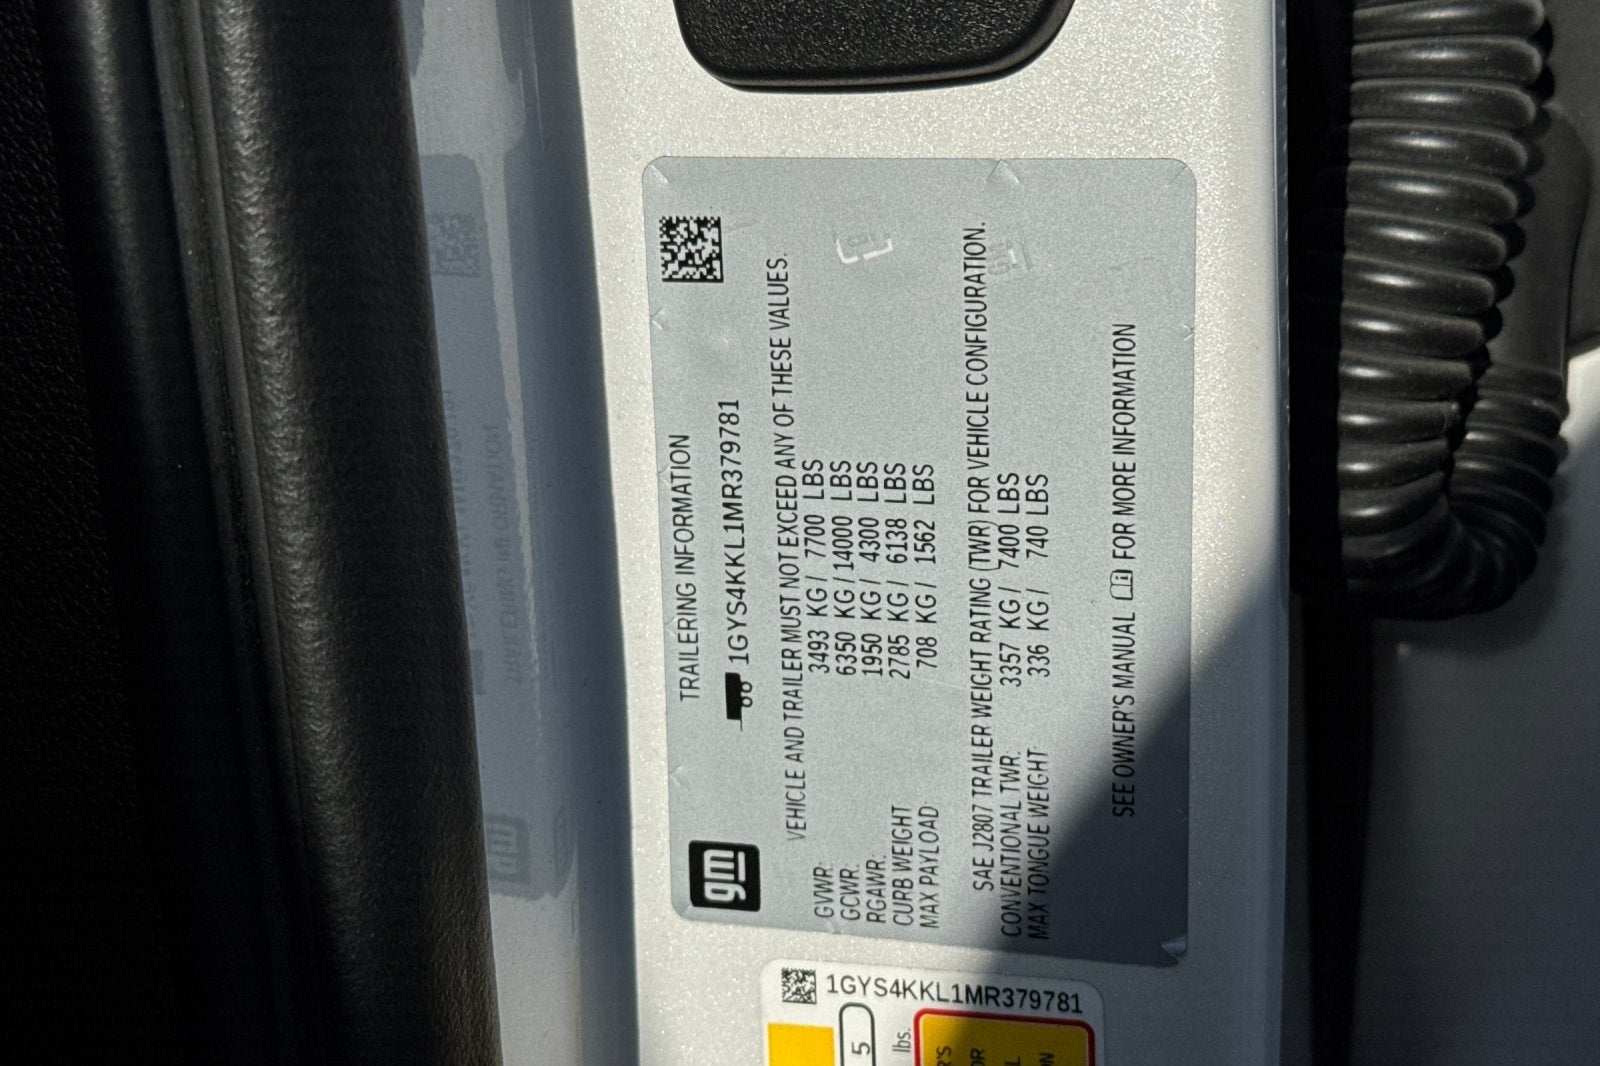 TRAILERING INFORMATION
gm
1GYS4KKL1MR379781
VEHICLE AND TRAILER MUST NOT EXCEED ANY OF THESE VALUES.
GVWR: 3493 KG / 7700 LBS
GCWR: 6350 KG / 14000 LBS
RGAWR: 1950 KG / 4300 LBS
CURB WEIGHT 2785 KG / 6138 LBS
MAX PAYLOAD 708 KG / 1562 LBS
SAE J2807 TRAILER WEIGHT RATING (TWR) FOR VEHICLE CONFIGURATION.
CONVENTIONAL TWR: 3357 KG / 7400 LBS
MAX TONGUE WEIGHT 336 KG / 740 LBS
SEE OWNER'S MANUAL FOR MORE INFORMATION
1GYS4KKL1MR379781
5
lbs.